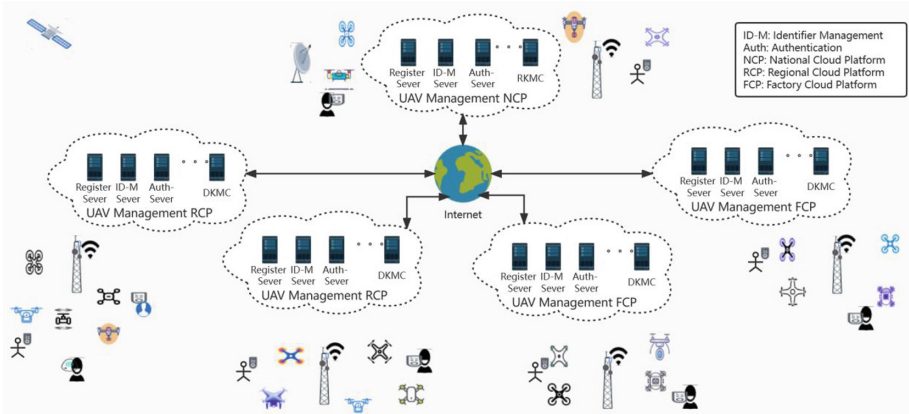 ID-M: Identifier Management
Auth: Authentication
NCP: National Cloud Platform
RCP: Regional Cloud Platform
FCP: Factory Cloud Platform
Register ID-M Auth- RKMC
Sever Sever Sever
UAV Management NCP
Register ID-M Auth- DKMC
Sever Sever Sever
UAV Management RCP
Internet
Register ID-M Auth- DKMC
Sever Sever Sever
UAV Management FCP
Register ID-M Auth- DKMC
Sever Sever Sever
UAV Management RCP
Register ID-M Auth- DKMC
Sever Sever Sever
UAV Management FCP